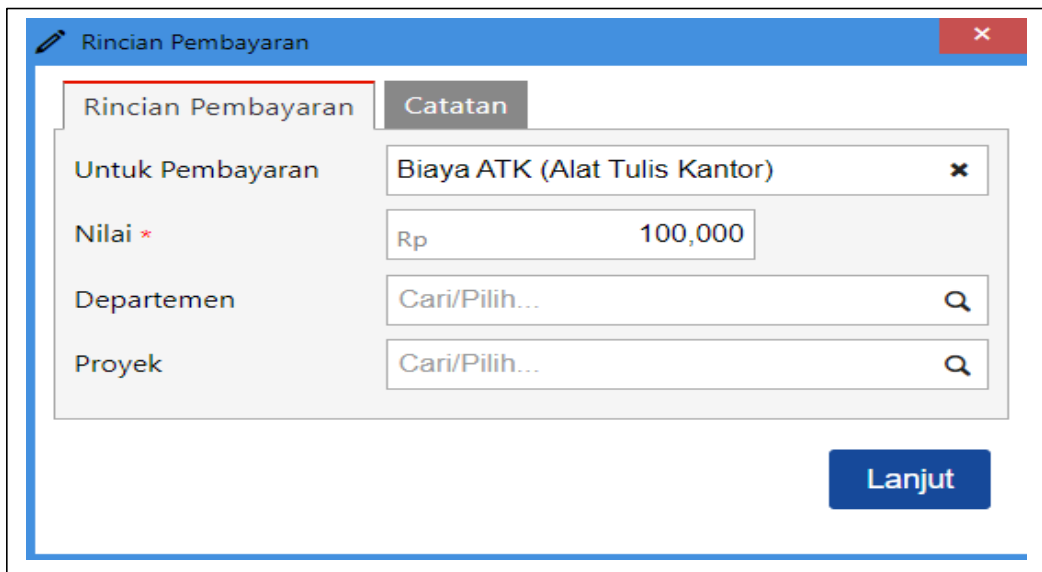 Rincian Pembayaran
Rincian Pembayaran Catatan
Untuk Pembayaran Biaya ATK (Alat Tulis Kantor)
Nilai * Rp 100,000
Departemen Cari/Pilih...
Proyek Cari/Pilih...
Lanjut